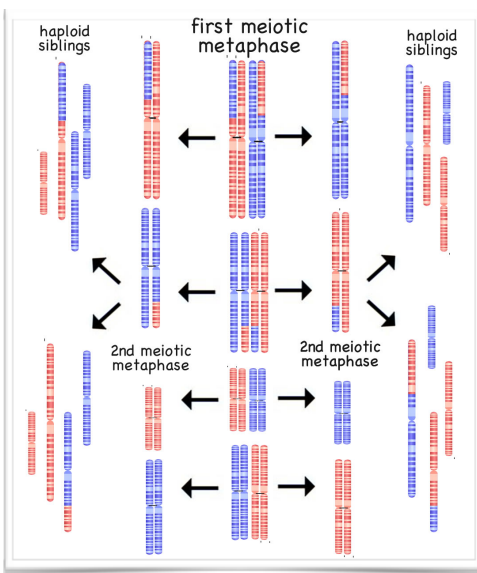 haploid
siblings
first meiotic
metaphase
haploid
siblings
2nd meiotic
metaphase
2nd meiotic
metaphase